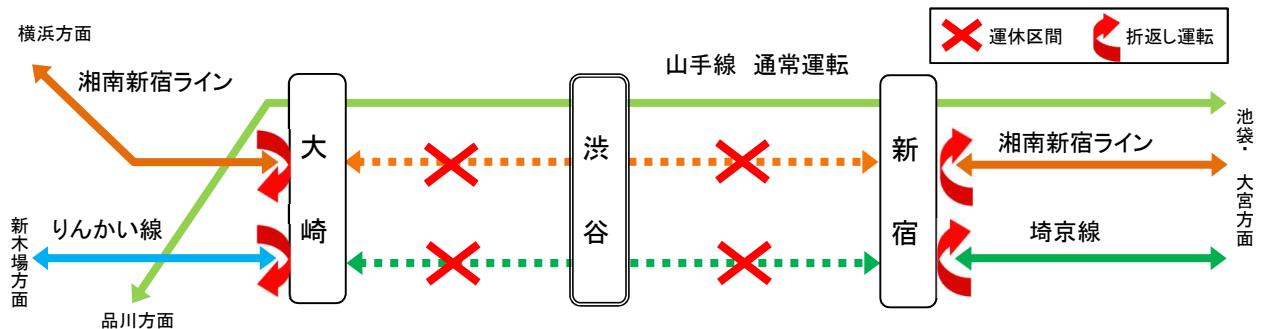 横浜方面
湘南新宿ライン
山手線 通常運転
運休区間
折返し運転
大崎
渋谷
新宿
湘南新宿ライン
池袋・大宮方面
新木場方面
りんかい線
埼京線
品川方面